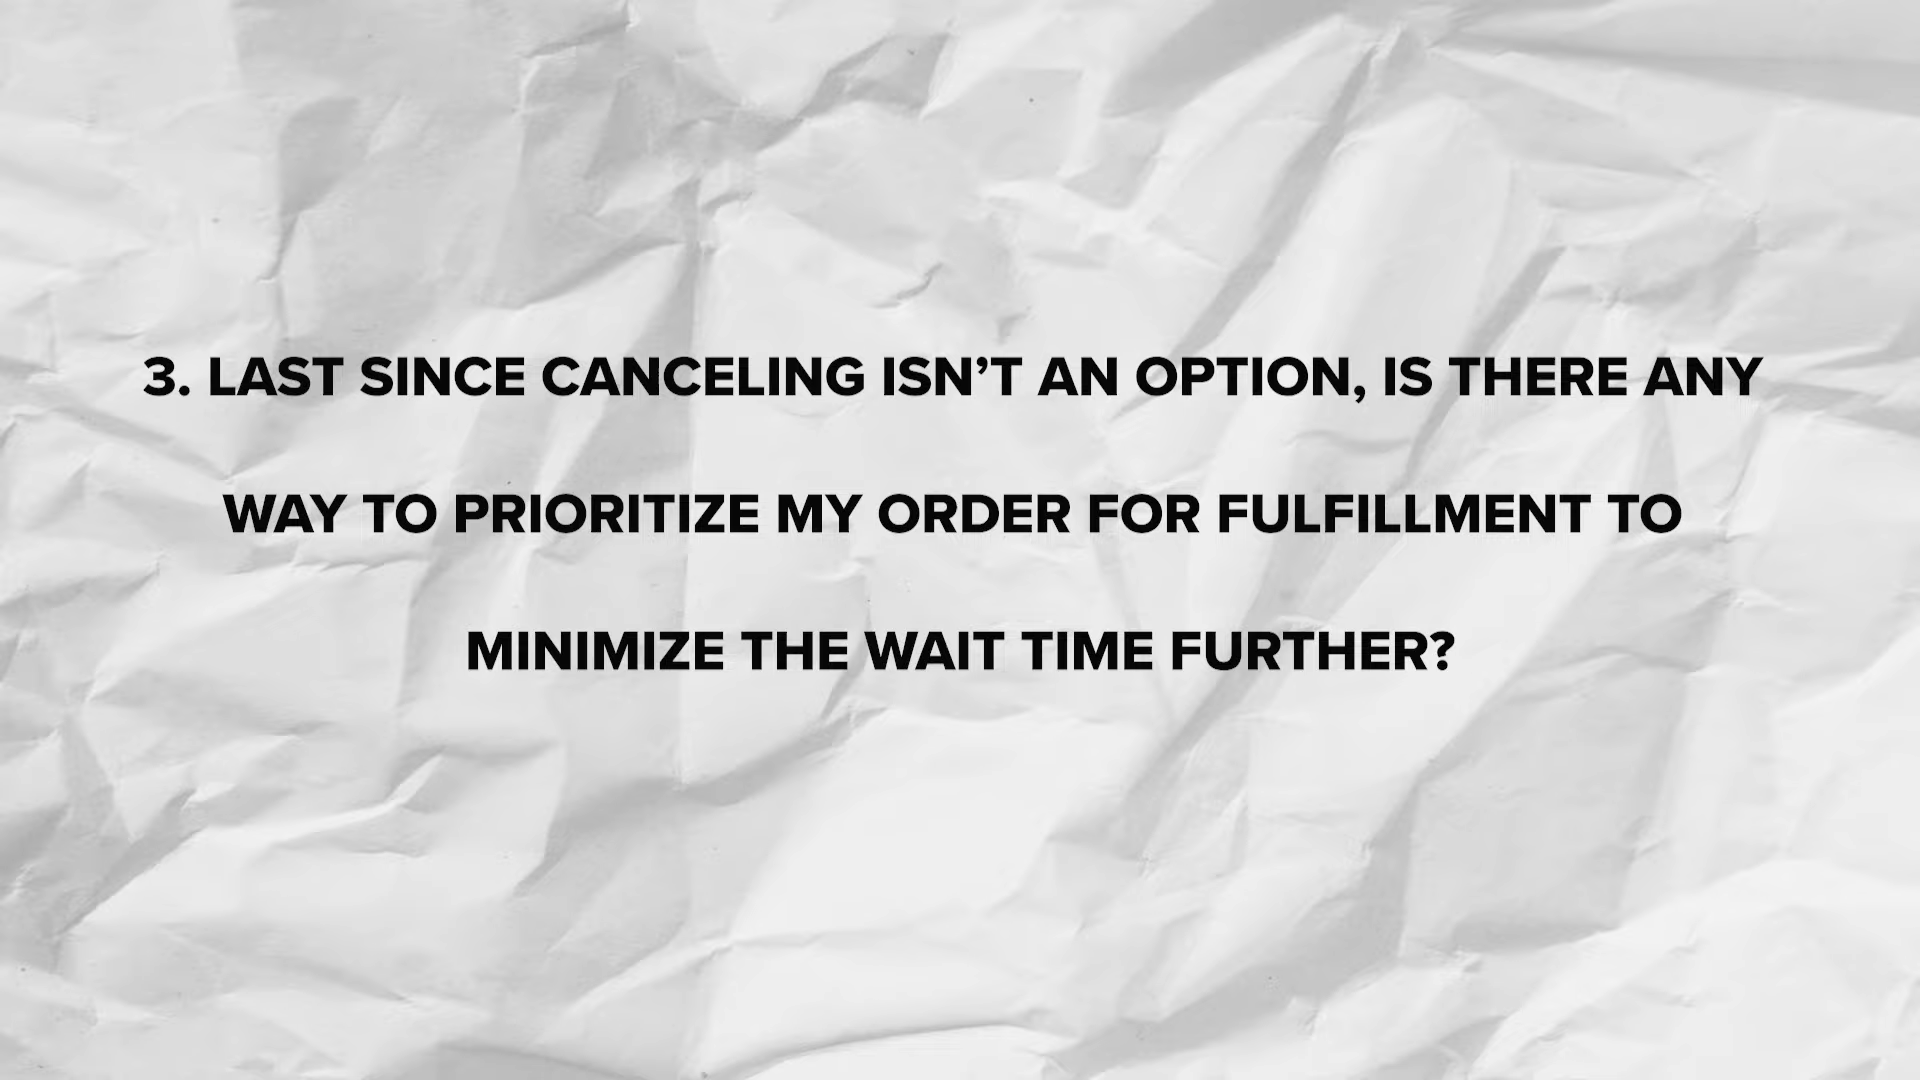 3. LAST SINCE CANCELING ISN’T AN OPTION, IS THERE ANY
WAY TO PRIORITIZE MY ORDER FOR FULFILLMENT TO
MINIMIZE THE WAIT TIME FURTHER?